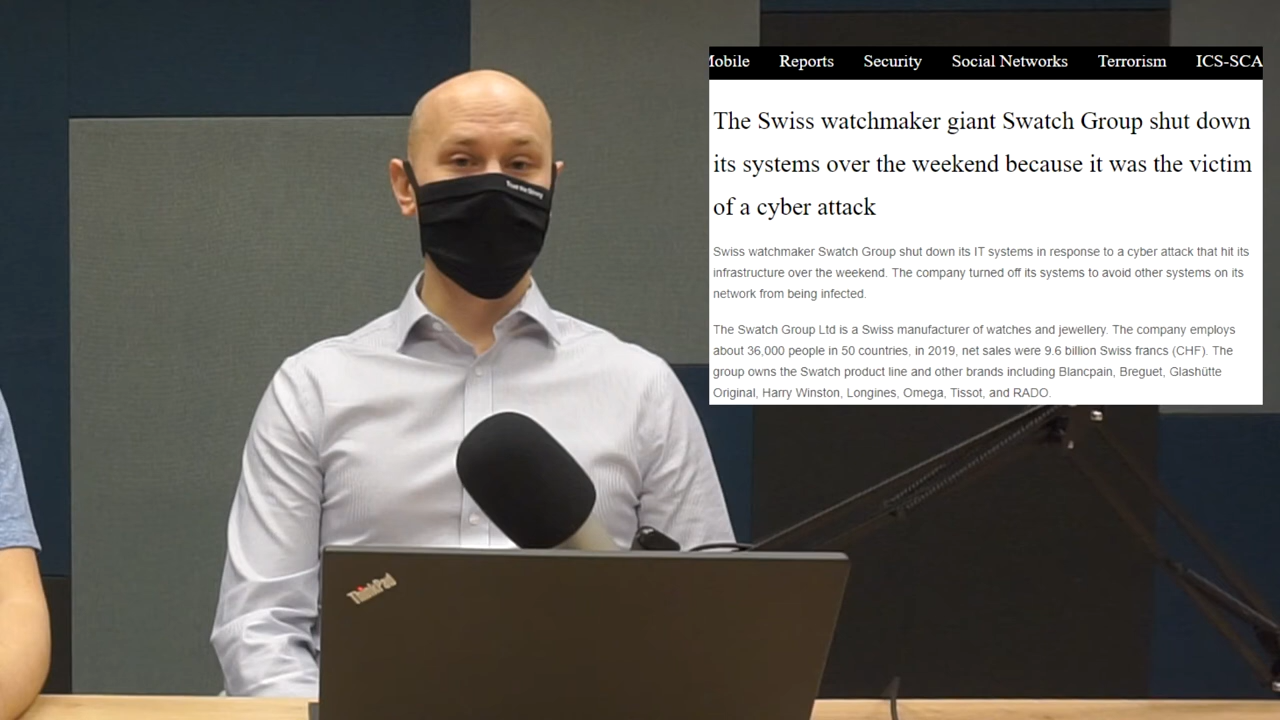 Mobile Reports Security Social Networks Terrorism ICS-SCA
The Swiss watchmaker giant Swatch Group shut down
its systems over the weekend because it was the victim
of a cyber attack
Swiss watchmaker Swatch Group shut down its IT systems in response to a cyber attack that hit its
infrastructure over the weekend. The company turned off its systems to avoid other systems on its
network from being infected.
The Swatch Group Ltd is a Swiss manufacturer of watches and jewellery. The company employs
about 36,000 people in 50 countries, in 2019, net sales were 9.6 billion Swiss francs (CHF). The
group owns the Swatch product line and other brands including Blancpain, Breguet, Glashütte
Original, Harry Winston, Longines, Omega, Tissot, and RADO.
ThinkPad